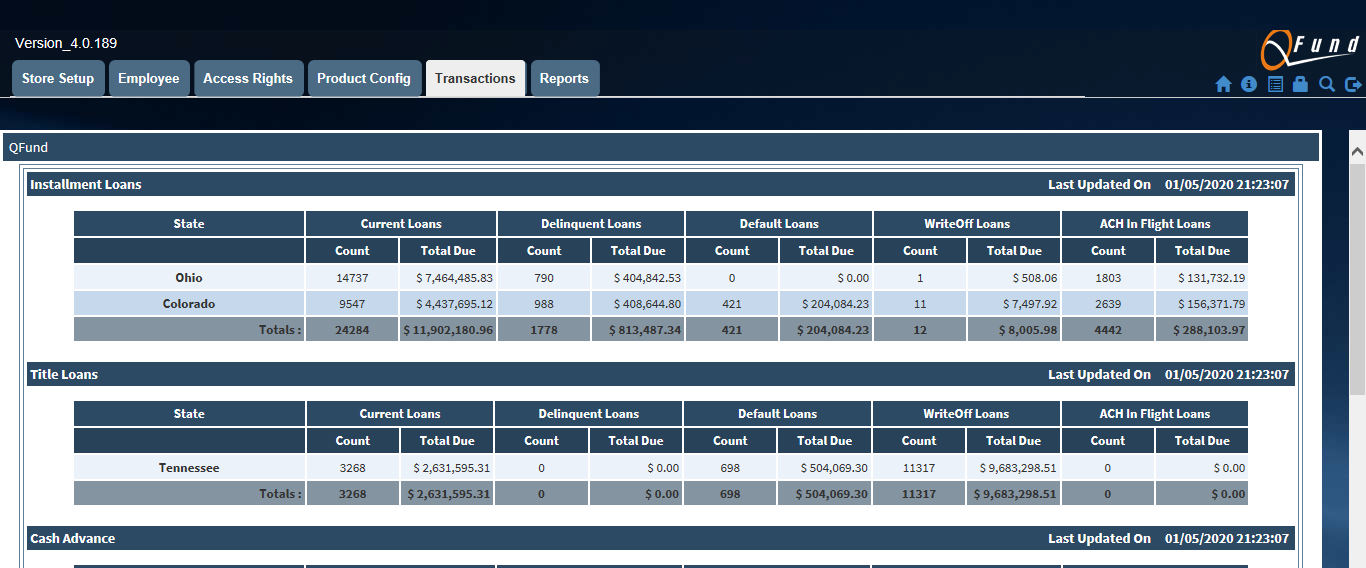 Version_4.0.189
QFund
Store Setup Employee Access Rights Product Config Transactions Reports
QFund
Installment Loans Last Updated On 01/05/2020 21:23:07
State Current Loans Delinquent Loans Default Loans WriteOff Loans ACH In Flight Loans
Count Total Due Count Total Due Count Total Due Count Total Due Count Total Due
Ohio 14737 $ 7,464,485.83 790 $ 404,842.53 0 $ 0.00 1 $ 508.06 1803 $ 131,732.19
Colorado 9547 $ 4,437,695.12 988 $ 408,644.80 421 $ 204,084.23 11 $ 7,497.92 2639 $ 156,371.79
Totals : 24284 $ 11,902,180.96 1778 $ 813,487.34 421 $ 204,084.23 12 $ 8,005.98 4442 $ 288,103.97
Title Loans Last Updated On 01/05/2020 21:23:07
State Current Loans Delinquent Loans Default Loans WriteOff Loans ACH In Flight Loans
Count Total Due Count Total Due Count Total Due Count Total Due Count Total Due
Tennessee 3268 $ 2,631,595.31 0 $ 0.00 698 $ 504,069.30 11317 $ 9,683,298.51 0 $ 0.00
Totals : 3268 $ 2,631,595.31 0 $ 0.00 698 $ 504,069.30 11317 $ 9,683,298.51 0 $ 0.00
Cash Advance Last Updated On 01/05/2020 21:23:07